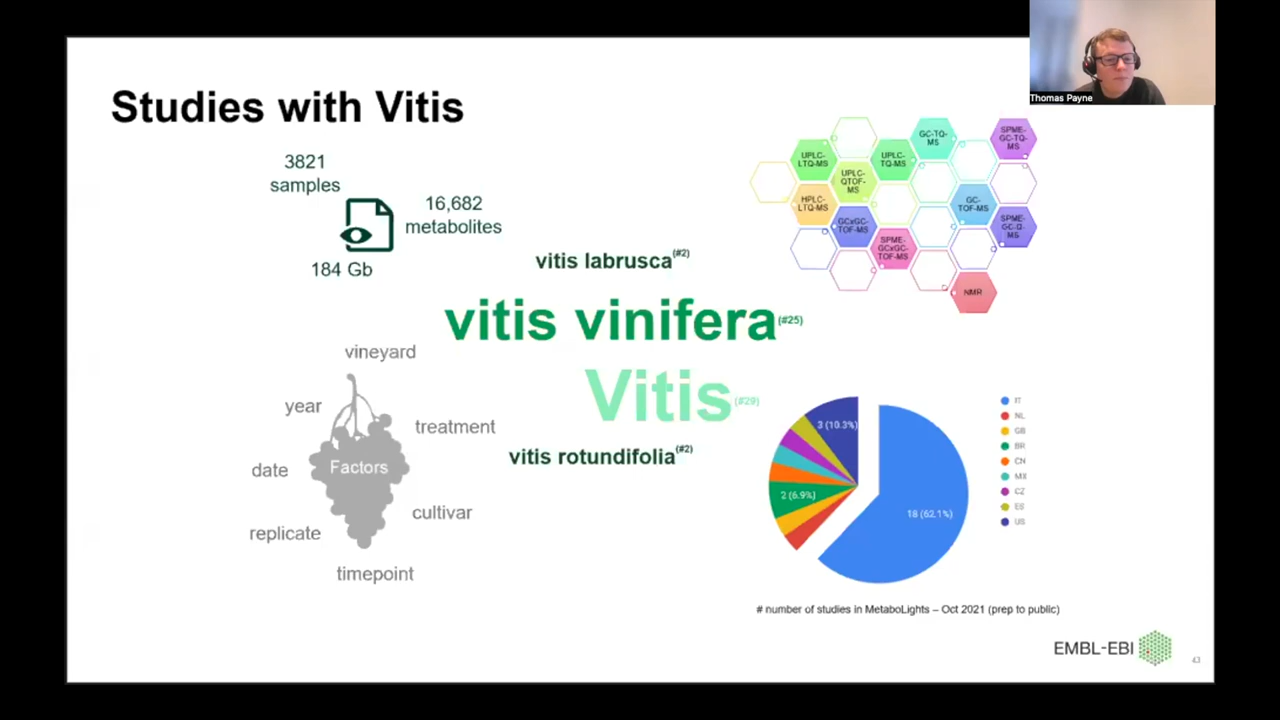 Thomas Payne
Studies with Vitis
3821
samples
16,682
metabolites
184 Gb
UPLC-
LTQ-MS
UPLC-
QTOF-
MS
UPLC-
TQ-MS
GC-TQ-
MS
SPME-
GC-TQ-
MS
HPLC-
LTQ-MS
GCxGC-
TOF-MS
SPME-
GCxGC-
TOF-MS
GC-
TOF-MS
SPME-
GC-Q-
MS
NMR
vitis labrusca(#2)
vitis vinifera(#25)
Vitis(#29)
vitis rotundifolia(#2)
vineyard
year
treatment
date
Factors
cultivar
replicate
timepoint
3 (10.3%)
2 (6.9%)
18 (62.1%)
IT
NL
GB
BR
CN
MX
CZ
ES
US
# number of studies in MetaboLights – Oct 2021 (prep to public)
EMBL-EBI
43